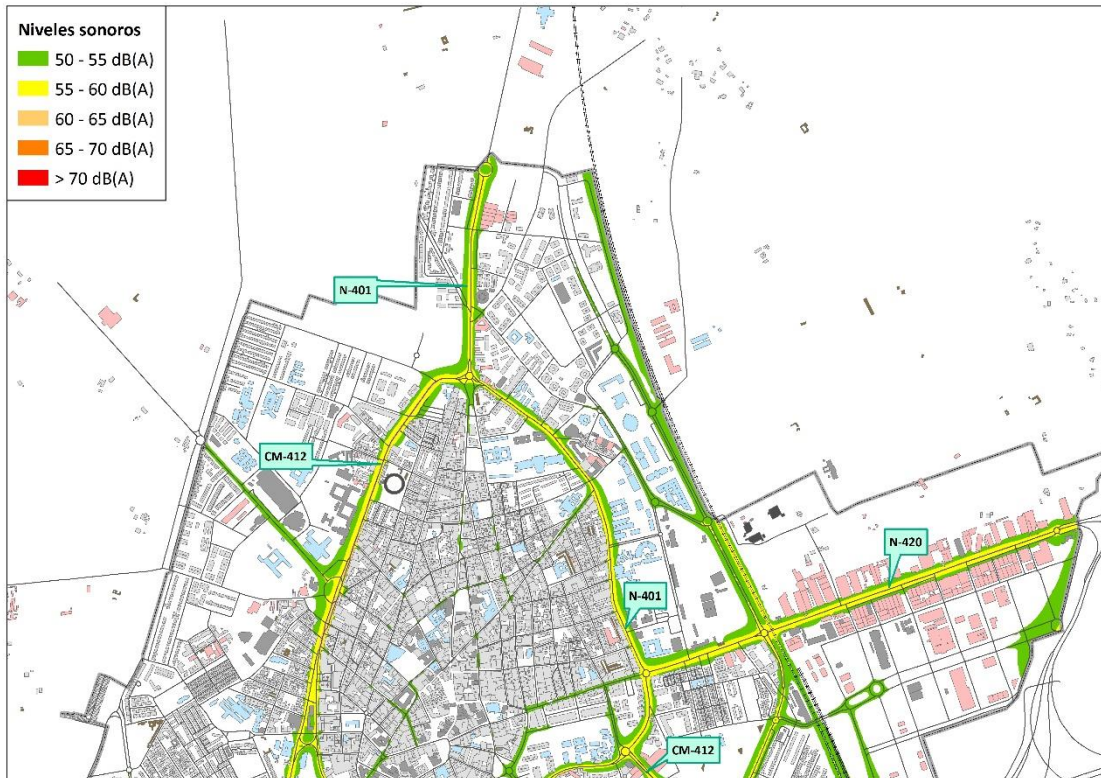 Niveles sonoros
50 - 55 dB(A)
55 - 60 dB(A)
60 - 65 dB(A)
65 - 70 dB(A)
> 70 dB(A)
N-401
CM-412
N-420
N-401
CM-412